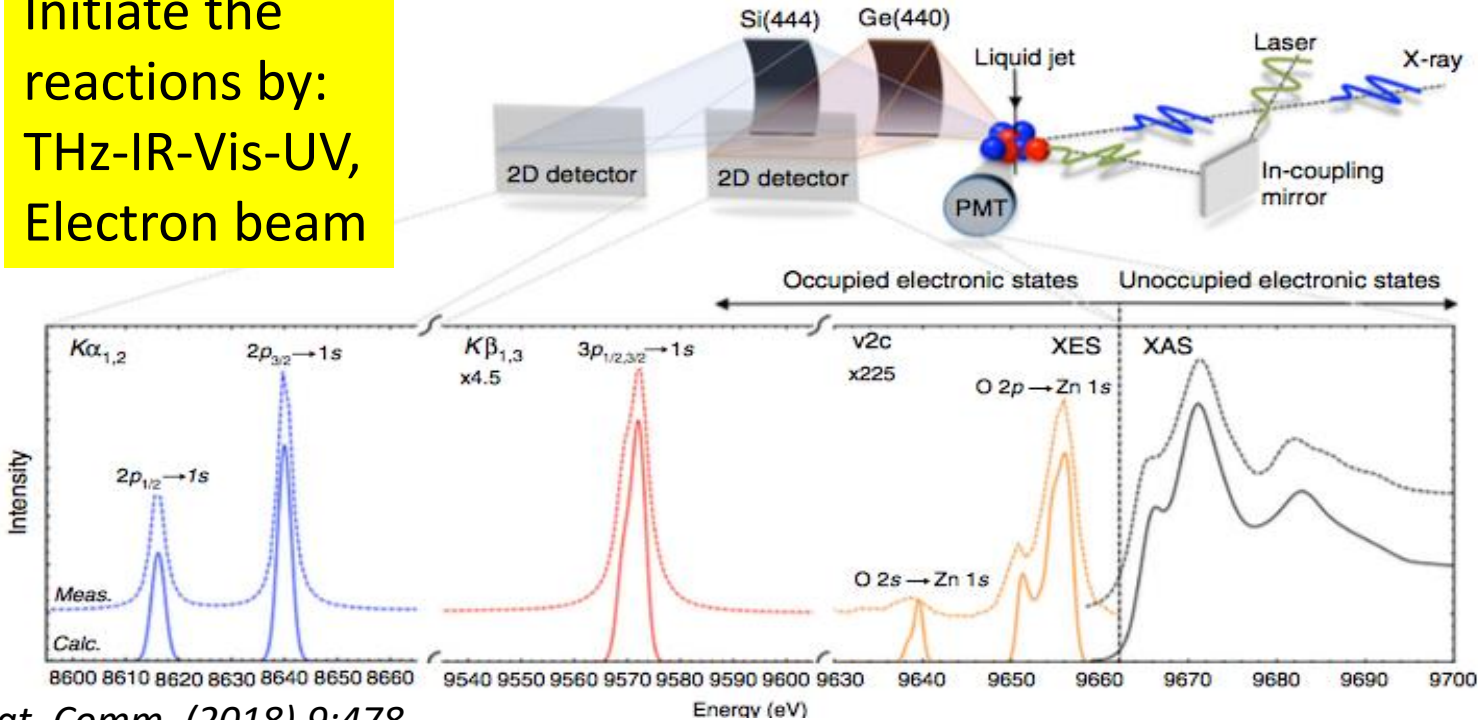 Initiate the
reactions by:
THz-IR-Vis-UV,
Electron beam
Si(444)
Ge(440)
Liquid jet
Laser
X-ray
2D detector
2D detector
PMT
In-coupling
mirror
Occupied electronic states
Unoccupied electronic states
Kα1,2
2p3/2→1s
2p1/2→1s
Meas.
Calc.
Kβ1,3
x4.5
3p1/2,3/2→1s
v2c
x225
XES
XAS
O 2p→Zn 1s
O 2s→Zn 1s
Intensity
8600 8610 8620 8630 8640 8650 8660 9540 9550 9560 9570 9580 9590 9600 9630 9640 9650 9660 9670 9680 9690 9700
Energy (eV)
Comm. (2018) 9:478